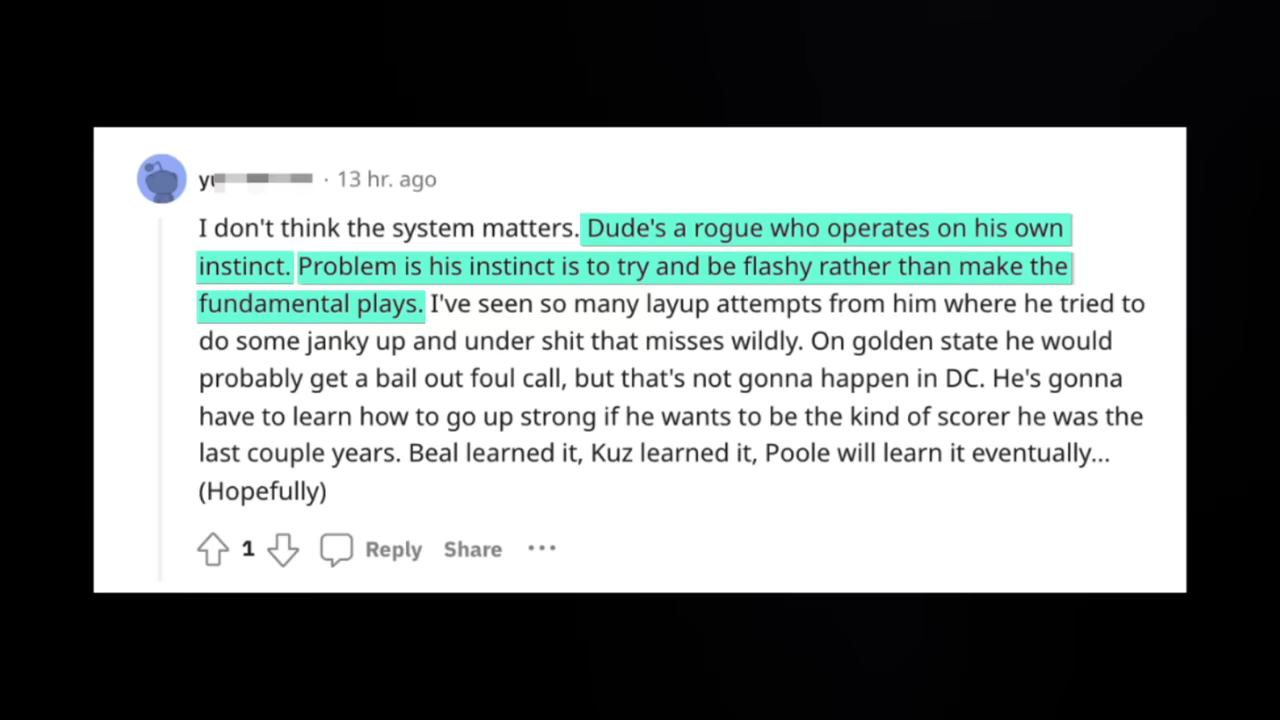 · 13 hr. ago
I don't think the system matters. Dude's a rogue who operates on his own
instinct. Problem is his instinct is to try and be flashy rather than make the
fundamental plays. I've seen so many layup attempts from him where he tried to
do some janky up and under shit that misses wildly. On golden state he would
probably get a bail out foul call, but that's not gonna happen in DC. He's gonna
have to learn how to go up strong if he wants to be the kind of scorer he was the
last couple years. Beal learned it, Kuz learned it, Poole will learn it eventually...
(Hopefully)
1 Reply Share